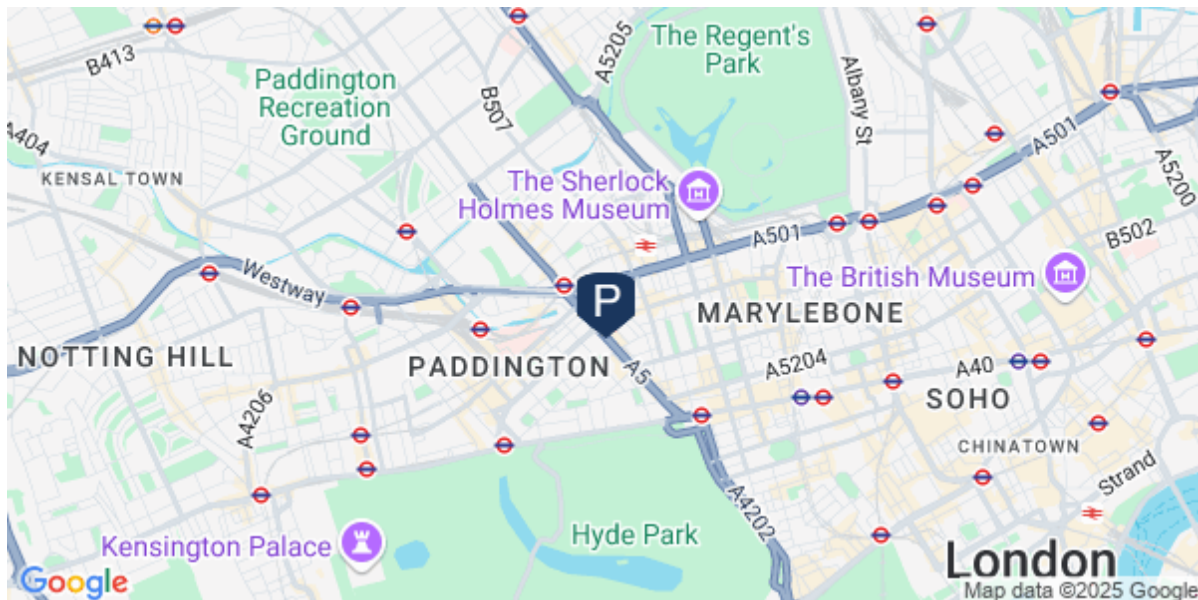 B413
A5205
The Regent's
Park
Paddington
Recreation
Ground
B507
Albany St
A501
A404
KENSAL TOWN
A5200
The Sherlock
Holmes Museum
A501
B502
Westway
P
The British Museum
MARYLEBONE
NOTTING HILL
PADDINGTON
A5
A5204
A40
A4206
SOHO
CHINATOWN
Strand
A4202
Hyde Park
Kensington Palace
London
Google
Map data ©2025 Google